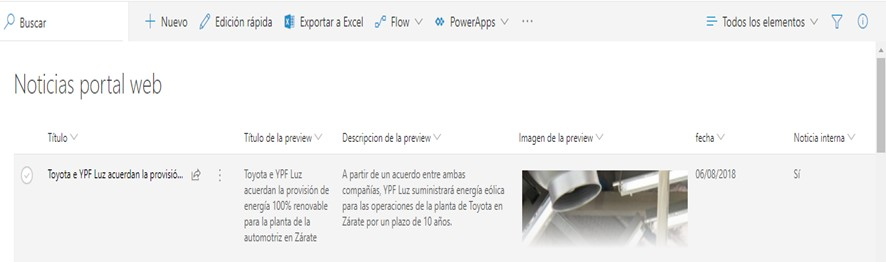 Buscar
Nuevo
Edición rápida
Exportar a Excel
Flow
PowerApps
Todos los elementos
Noticias portal web
Título
Título de la preview
Descripcion de la preview
Imagen de la preview
fecha
Noticia interna
Toyota e YPF Luz acuerdan la provisió...
Toyota e YPF Luz
acuerdan la provisión de
energía 100% renovable
para la planta de la
automotriz en Zárate
A partir de un acuerdo entre ambas
compañías, YPF Luz suministrará energía eólica
para las operaciones de la planta de Toyota en
Zárate por un plazo de 10 años.
06/08/2018
Sí